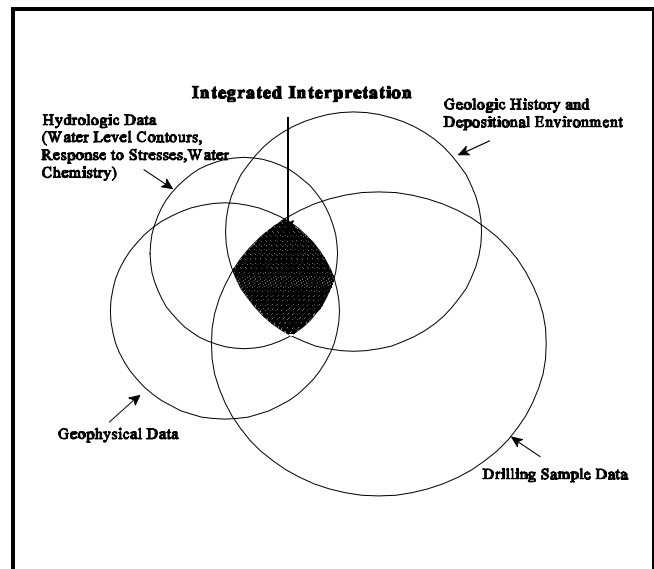 Integrated Interpretation
Hydrologic Data
(Water Level Contours,
Response to Stresses,Water
Chemistry)
Geologic History and
Depositional Environment
Geophysical Data
Drilling Sample Data